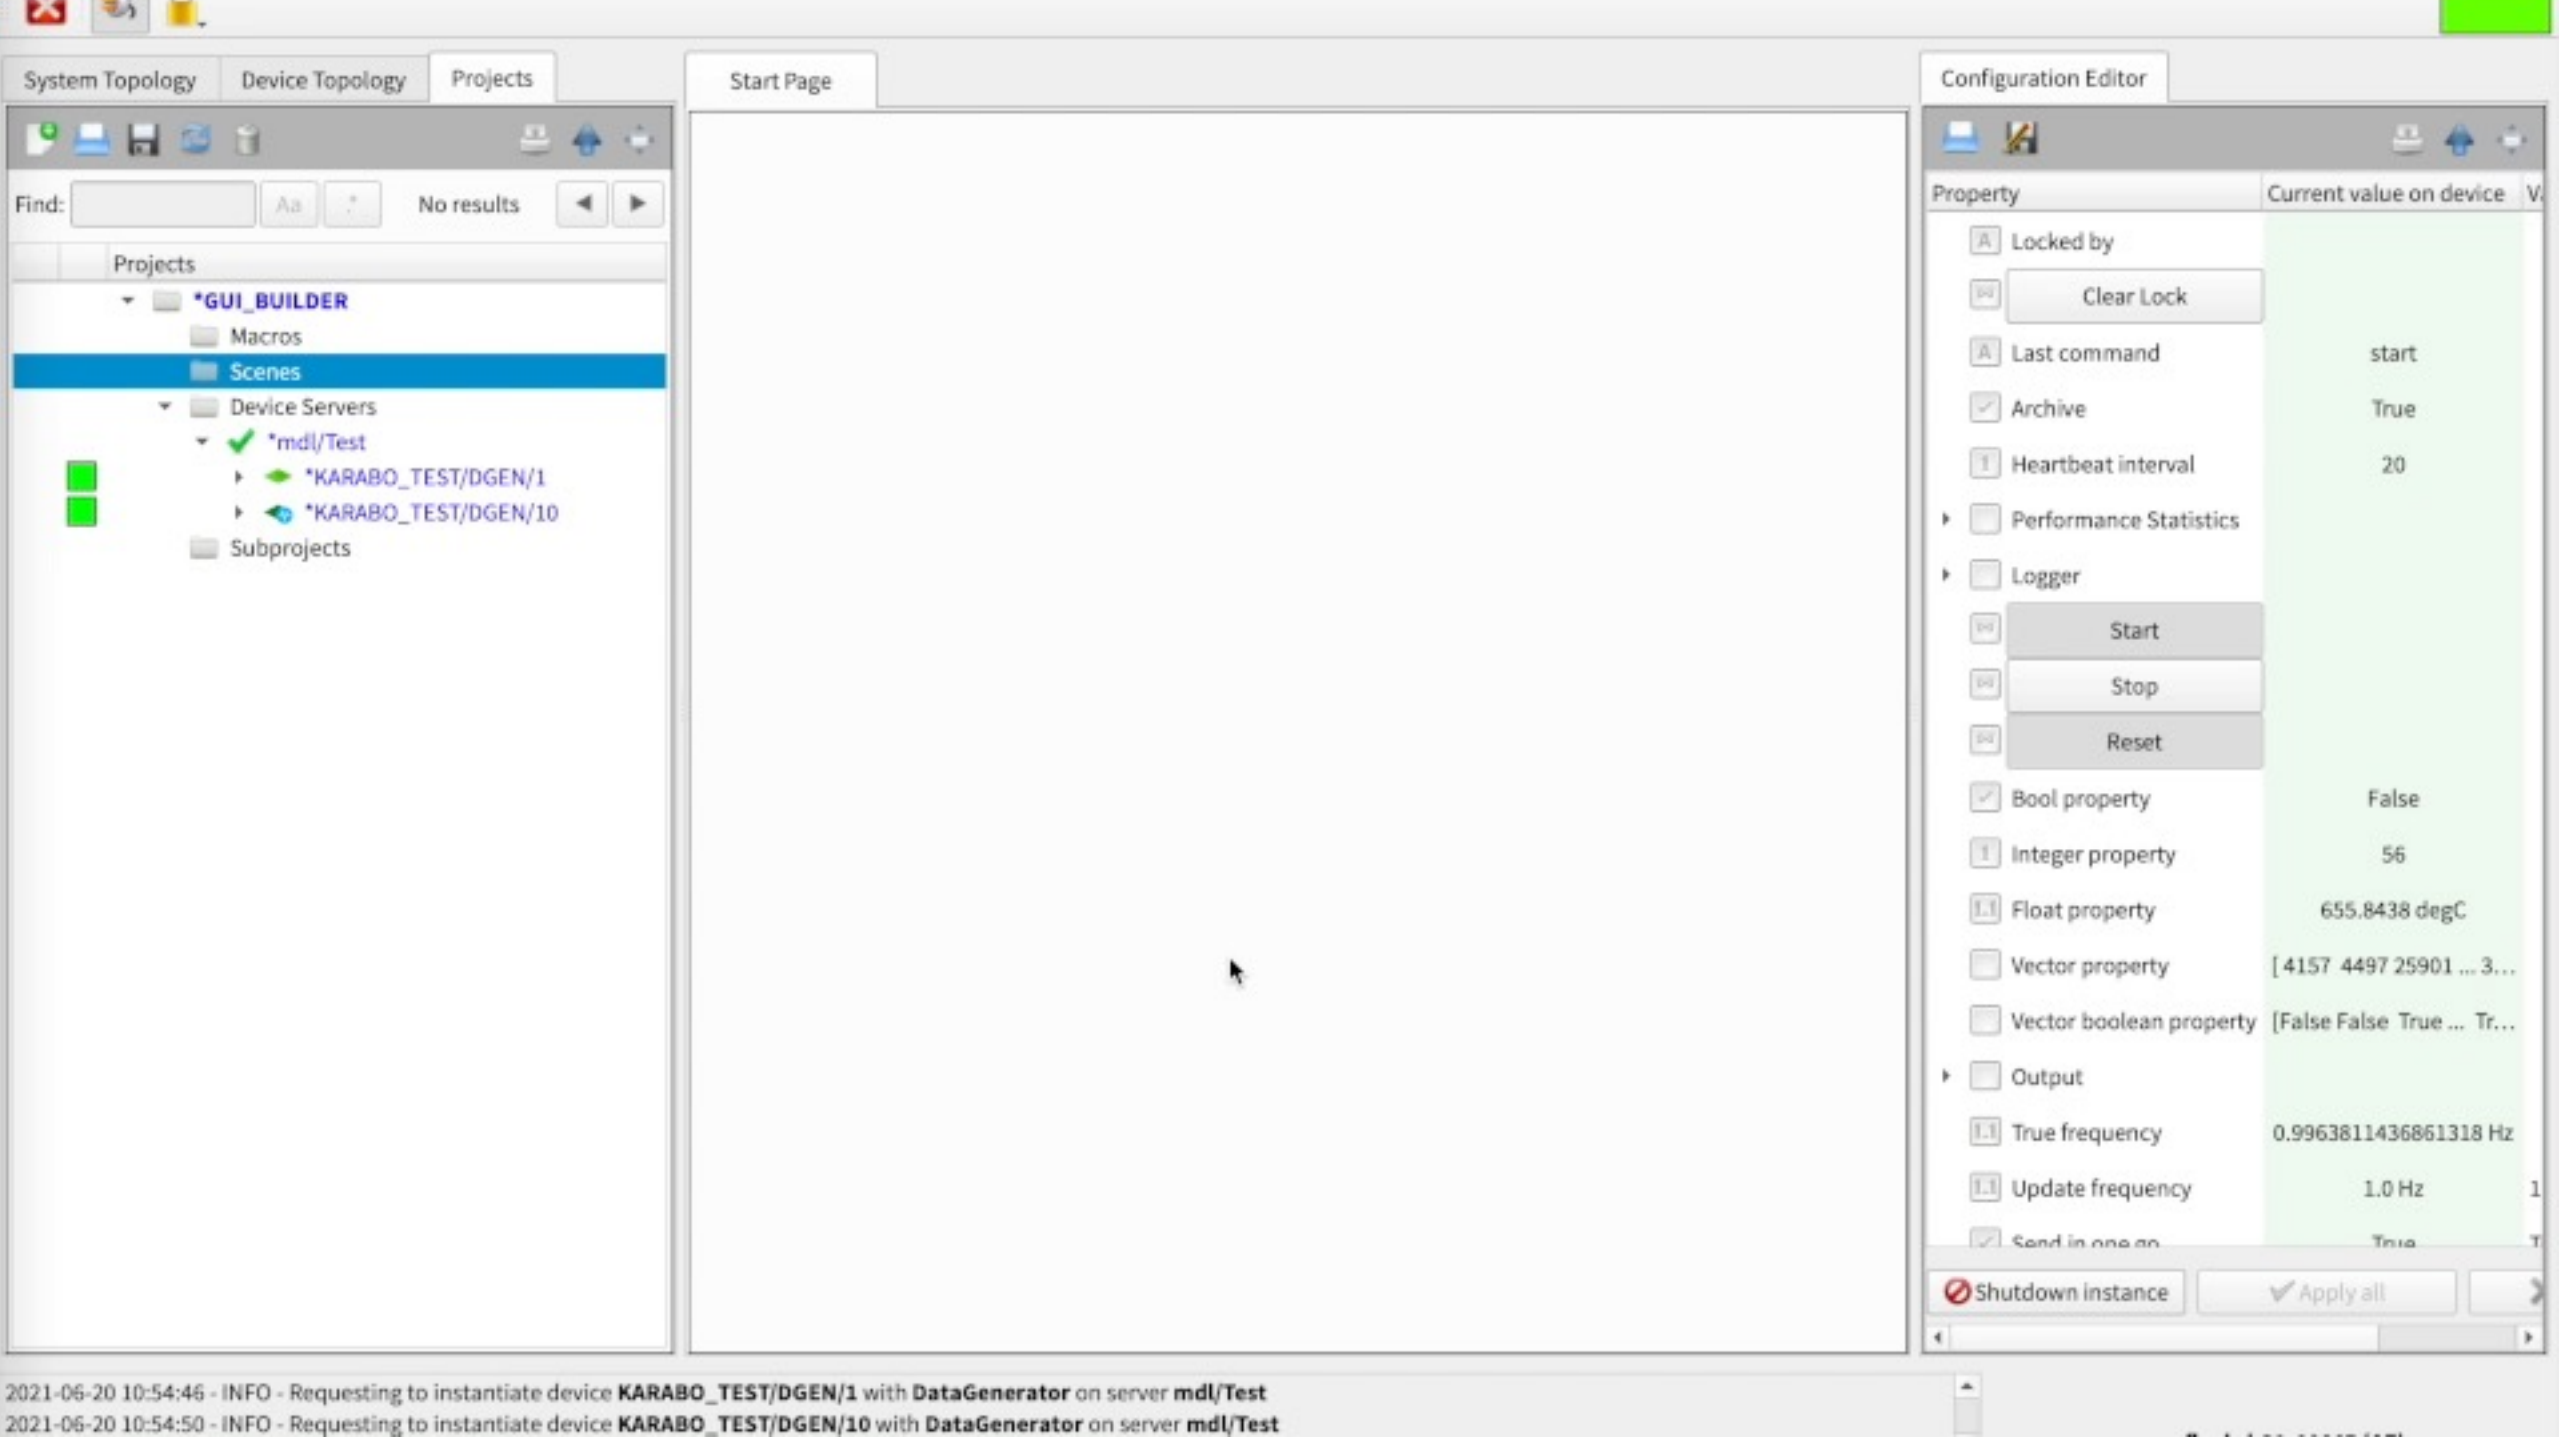 System Topology
Device Topology
Projects
Start Page
Configuration Editor
Find:
Aa
.*
No results
Property
Current value on device
Projects
*GUI_BUILDER
Macros
Scenes
Device Servers
*mdl/Test
*KARABO_TEST/DGEN/1
*KARABO_TEST/DGEN/10
Subprojects
Locked by
Clear Lock
Last command start
Archive True
Heartbeat interval 20
Performance Statistics
Logger
Start
Stop
Reset
Bool property False
Integer property 56
Float property 655.8438 degC
Vector property [ 4157 4497 25901 ... 3...
Vector boolean property [False False True ... Tr...
Output
True frequency 0.9963811436861318 Hz
Update frequency 1.0 Hz 1
Send in one go True T
Shutdown instance
Apply all
2021-06-20 10:54:46 - INFO - Requesting to instantiate device KARABO_TEST/DGEN/1 with DataGenerator on server mdl/Test
2021-06-20 10:54:50 - INFO - Requesting to instantiate device KARABO_TEST/DGEN/10 with DataGenerator on server mdl/Test